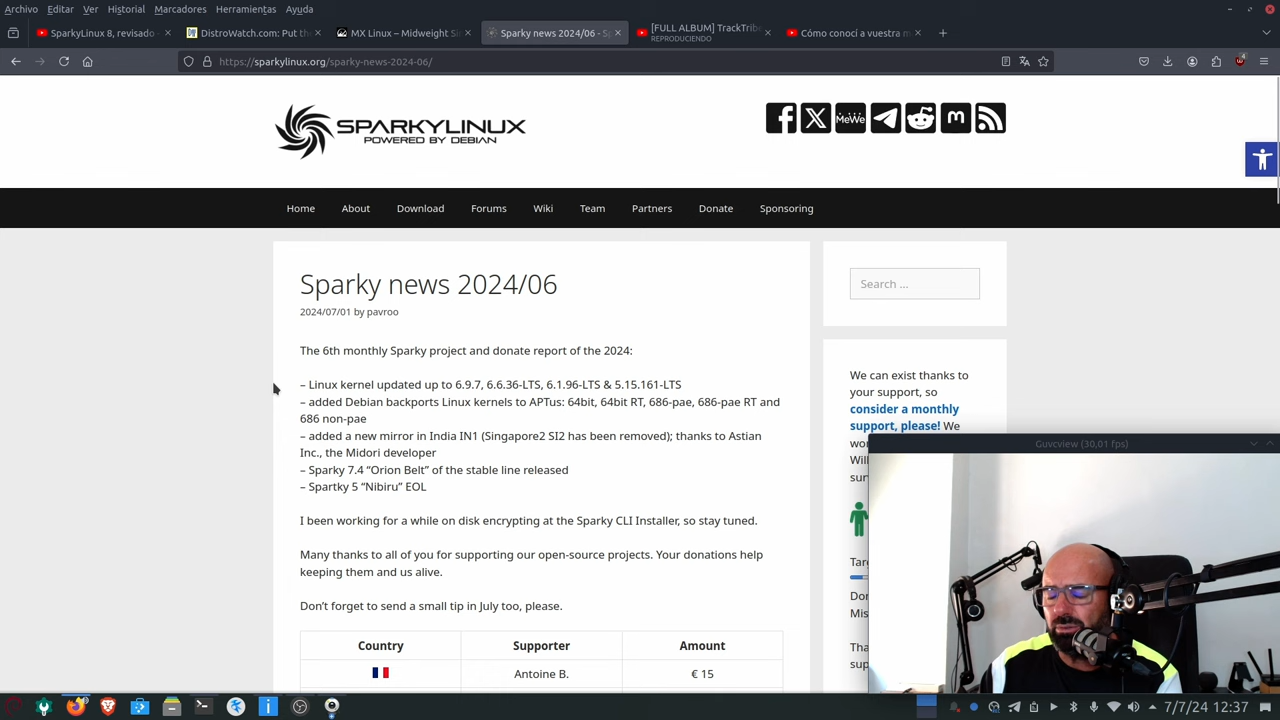 Archivo Editar Ver Historial Marcadores Herramientas Ayuda
SparkyLinux 8, revisado -
DistroWatch.com: Put the
MX Linux – Midweight Si
Sparky news 2024/06 - S
[FULL ALBUM] TrackTribe
REPRODUCIENDO
Cómo conocí a vuestra m
https://sparkylinux.org/sparky-news-2024-06/
SPARKYLINUX
POWERED BY DEBIAN
MeWe
Home About Download Forums Wiki Team Partners Donate Sponsoring
Sparky news 2024/06
2024/07/01 by pavroo
The 6th monthly Sparky project and donate report of the 2024:
– Linux kernel updated up to 6.9.7, 6.6.36-LTS, 6.1.96-LTS & 5.15.161-LTS
– added Debian backports Linux kernels to APTus: 64bit, 64bit RT, 686-pae, 686-pae RT and
686 non-pae
– added a new mirror in India IN1 (Singapore2 SI2 has been removed); thanks to Astian
Inc., the Midori developer
– Sparky 7.4 “Orion Belt” of the stable line released
– Spartky 5 “Nibiru” EOL
I been working for a while on disk encrypting at the Sparky CLI Installer, so stay tuned.
Many thanks to all of you for supporting our open-source projects. Your donations help
keeping them and us alive.
Don’t forget to send a small tip in July too, please.
Country Supporter Amount
Antoine B. € 15
Search …
We can exist thanks to
your support, so
consider a monthly
support, please! We
Guvcview (30,01 fps)
7/7/24 12:37